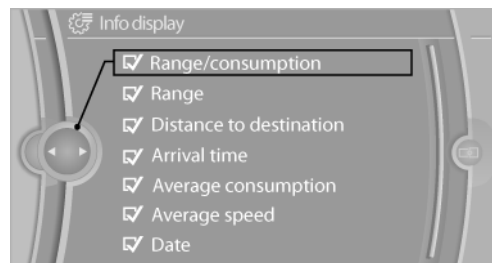 Info display
Range/consumption
Range
Distance to destination
Arrival time
Average consumption
Average speed
Date